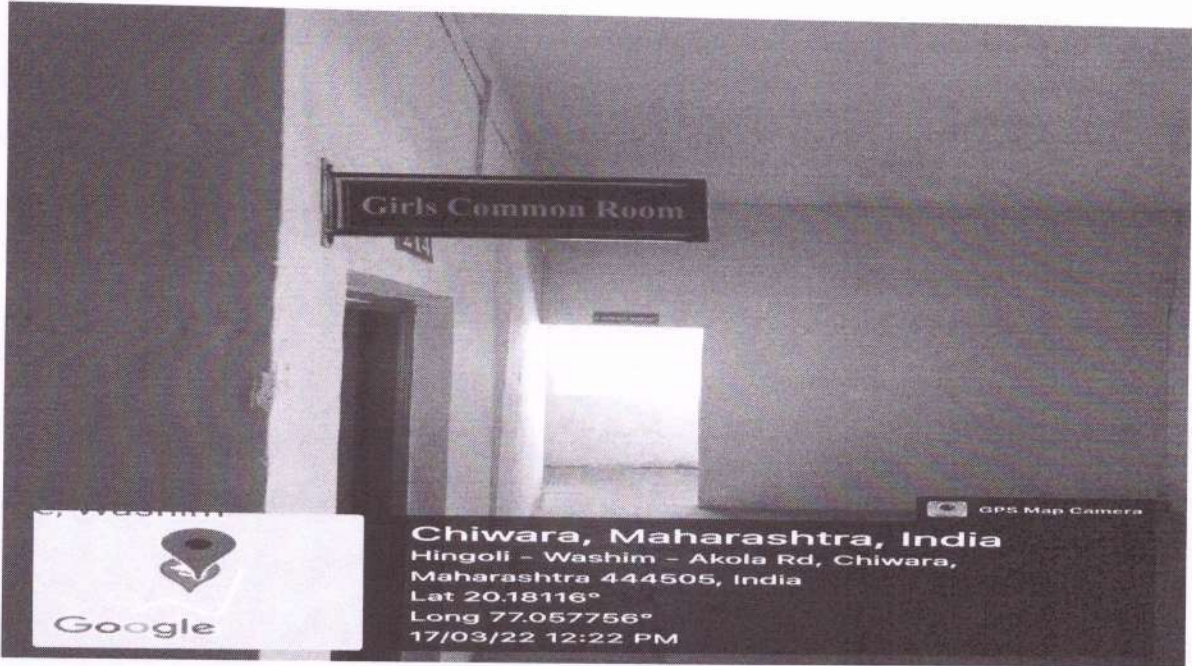 Girls Common Room
414
GPS Map Camera
Chiwara, Maharashtra, India
Hingoli - Washim - Akola Rd, Chiwara,
Maharashtra 444505, India
Lat 20.18116°
Long 77.057756°
17/03/22 12:22 PM
Google